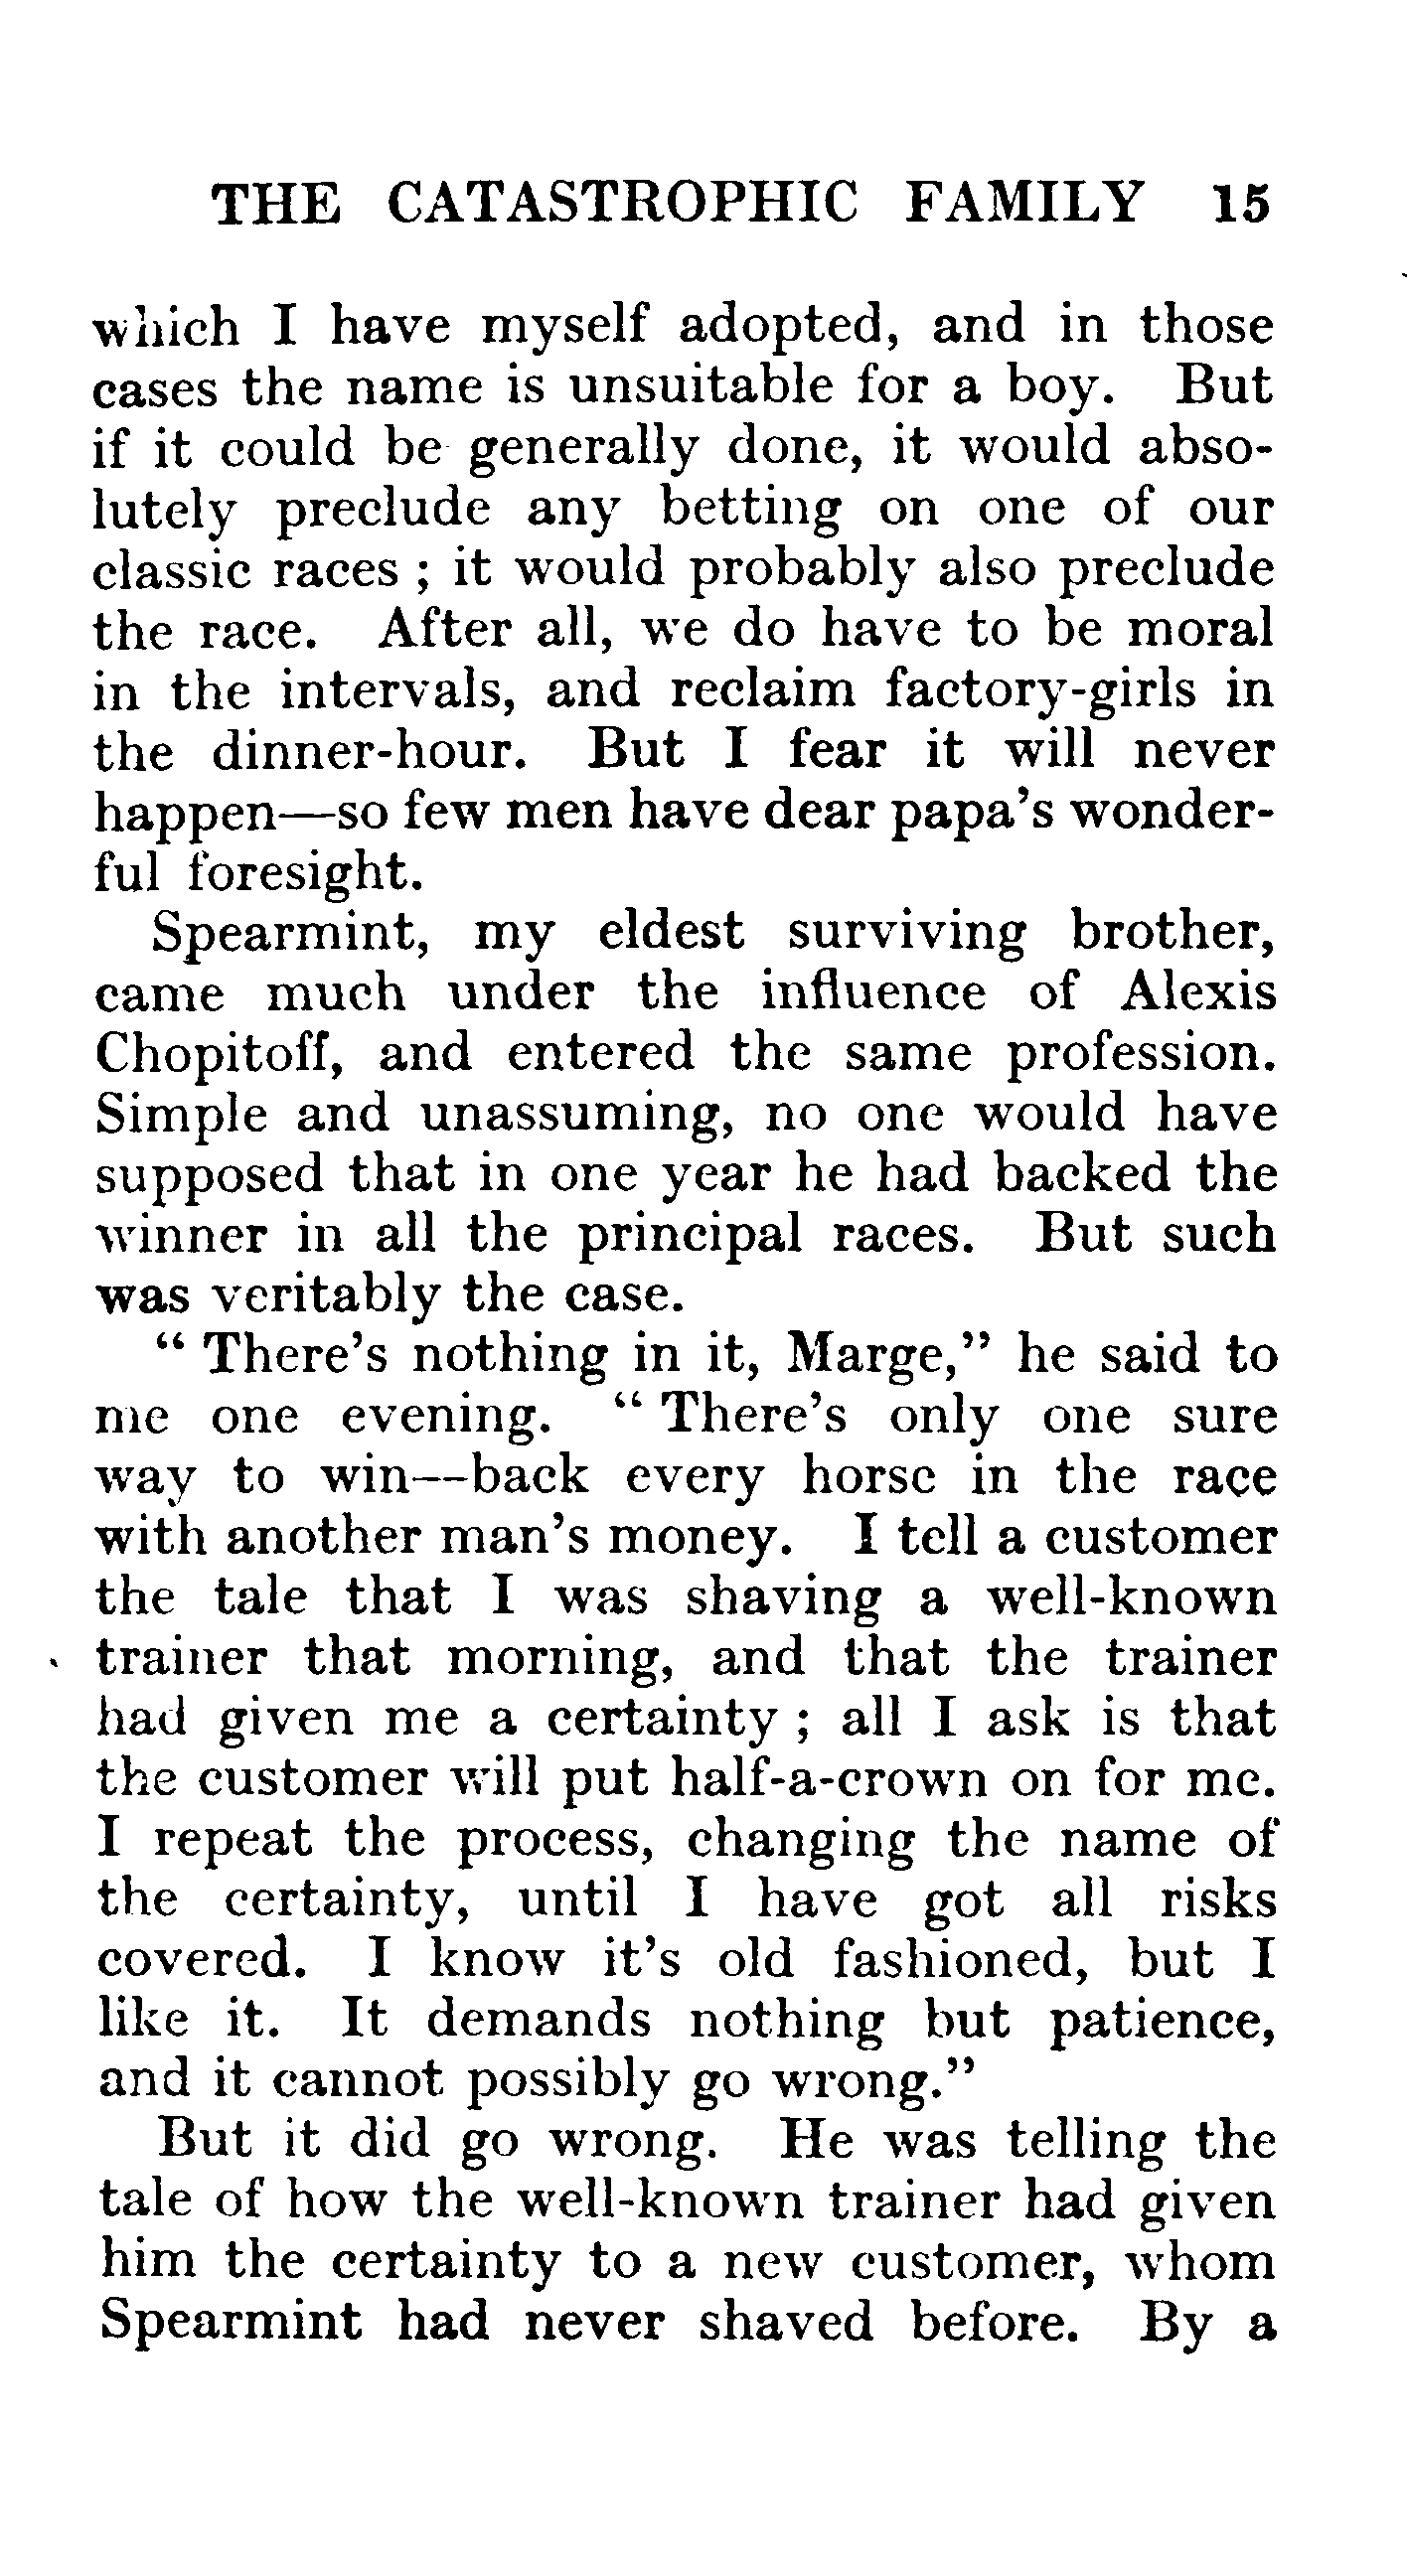 THE CATASTROPHIC FAMILY 15
which I have myself adopted, and in those
cases the name is unsuitable for a boy. But
if it could be generally done, it would abso-
lutely preclude any betting on one of our
classic races ; it would probably also preclude
the race. After all, we do have to be moral
in the intervals, and reclaim factory-girls in
the dinner-hour. But I fear it will never
happen—so few men have dear papa's wonder-
ful foresight.
Spearmint, my eldest surviving brother,
came much under the influence of Alexis
Chopitoff, and entered the same profession.
Simple and unassuming, no one would have
supposed that in one year he had backed the
winner in all the principal races. But such
was veritably the case.
“ There's nothing in it, Marge,” he said to
me one evening. “ There's only one sure
way to win—back every horse in the race
with another man's money. I tell a customer
the tale that I was shaving a well-known
trainer that morning, and that the trainer
had given me a certainty ; all I ask is that
the customer will put half-a-crown on for me.
I repeat the process, changing the name of
the certainty, until I have got all risks
covered. I know it's old fashioned, but I
like it. It demands nothing but patience,
and it cannot possibly go wrong.”
But it did go wrong. He was telling the
tale of how the well-known trainer had given
him the certainty to a new customer, whom
Spearmint had never shaved before. By a